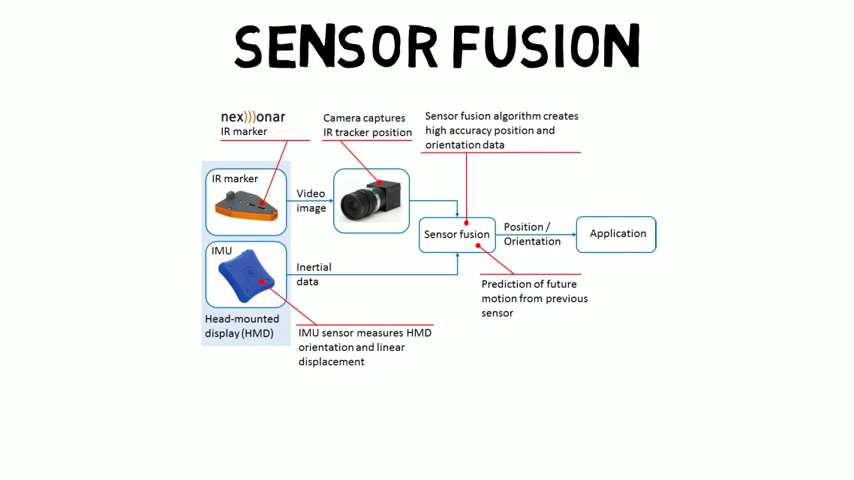 SENSOR FUSION
nex)))onar
IR marker
Camera captures
IR tracker position
Sensor fusion algorithm creates
high accuracy position and
orientation data
IR marker
Video
image
Sensor fusion
Position /
Orientation
Application
IMU
Inertial
data
Head-mounted
display (HMD)
IMU sensor measures HMD
orientation and linear
displacement
Prediction of future
motion from previous
sensor